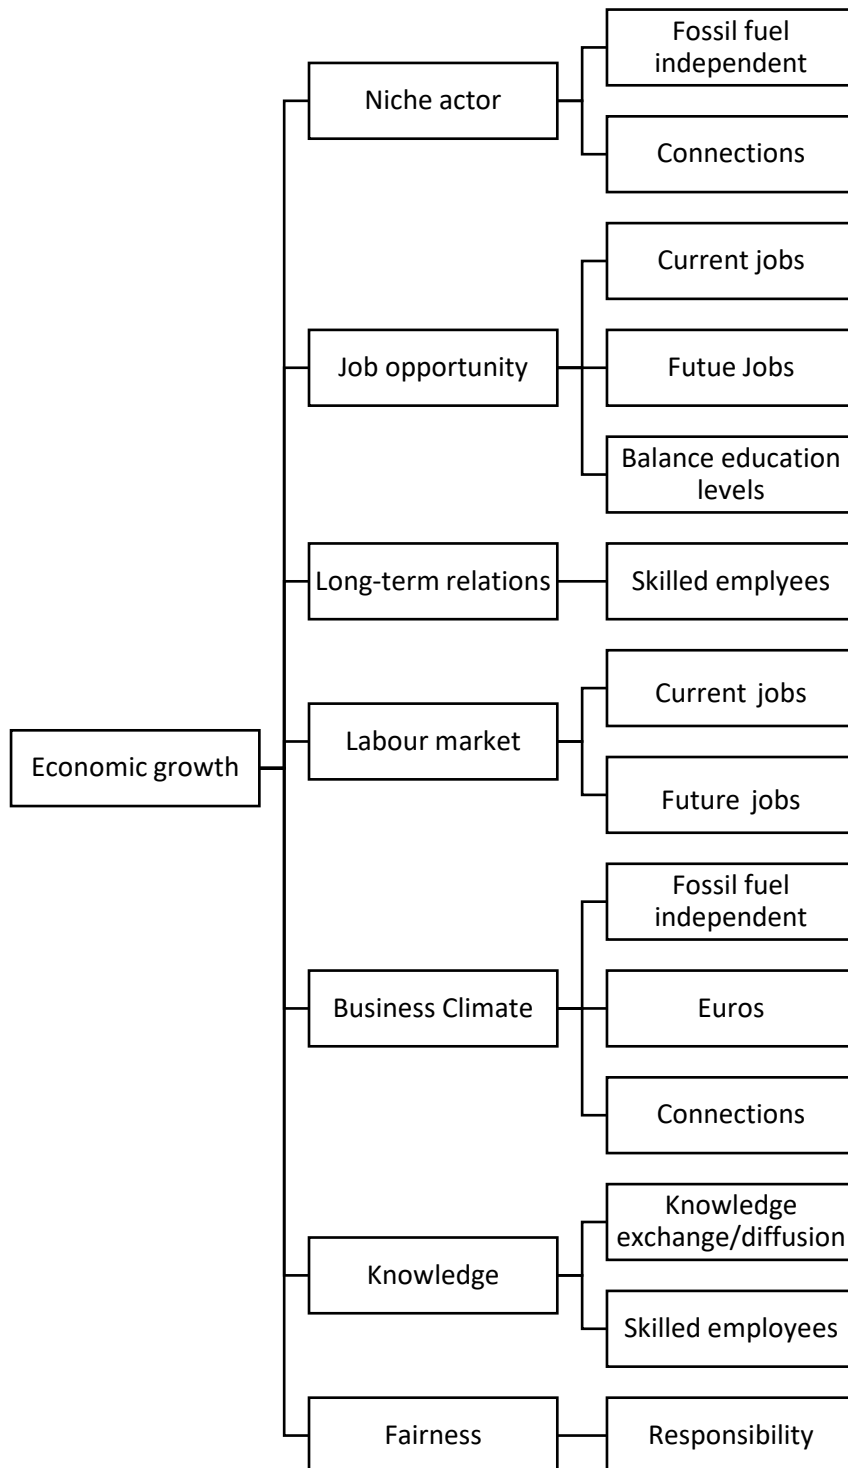 Fossil fuel
independent
Niche actor
Connections
Current jobs
Job opportunity
Futue Jobs
Balance education
levels
Long-term relations
Skilled emplyees
Current jobs
Labour market
Economic growth
Future jobs
Fossil fuel
independent
Business Climate
Euros
Connections
Knowledge
exchange/diffusion
Knowledge
Skilled employees
Fairness
Responsibility